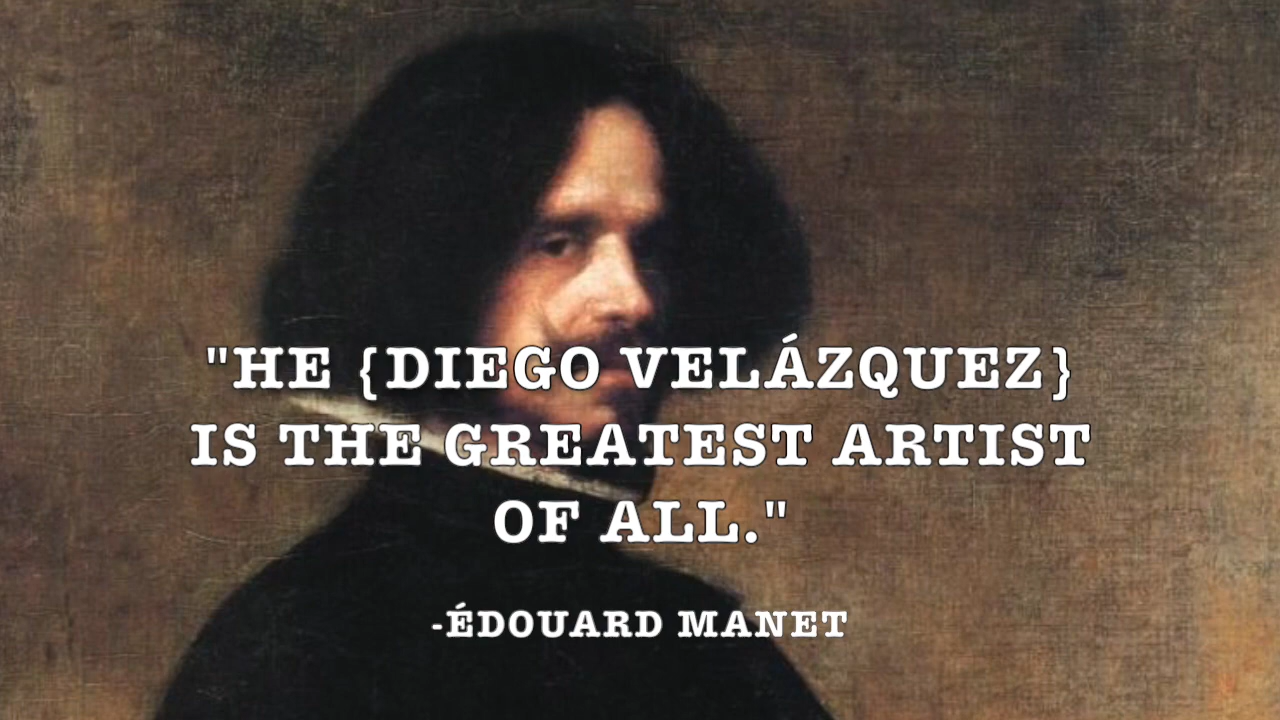 "HE {DIEGO VELÁZQUEZ}
IS THE GREATEST ARTIST
OF ALL."
-ÉDOUARD MANET